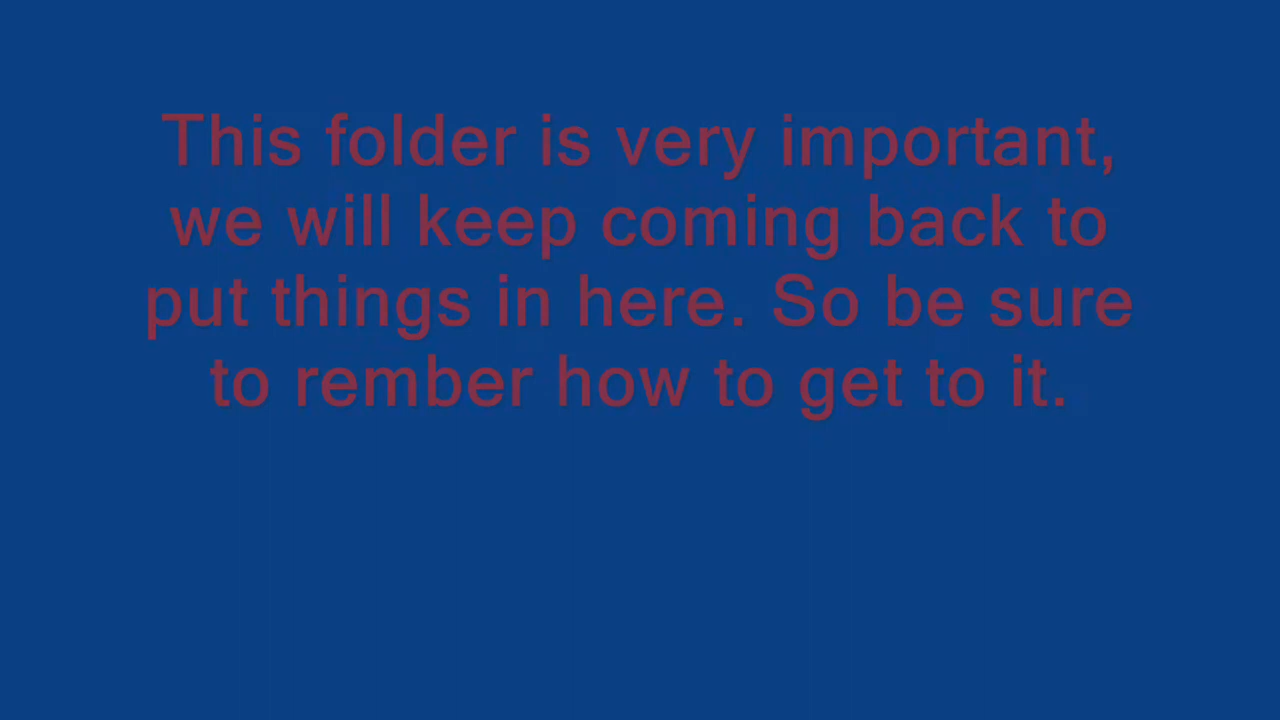 This folder is very important,
we will keep coming back to
put things in here. So be sure
to rember how to get to it.